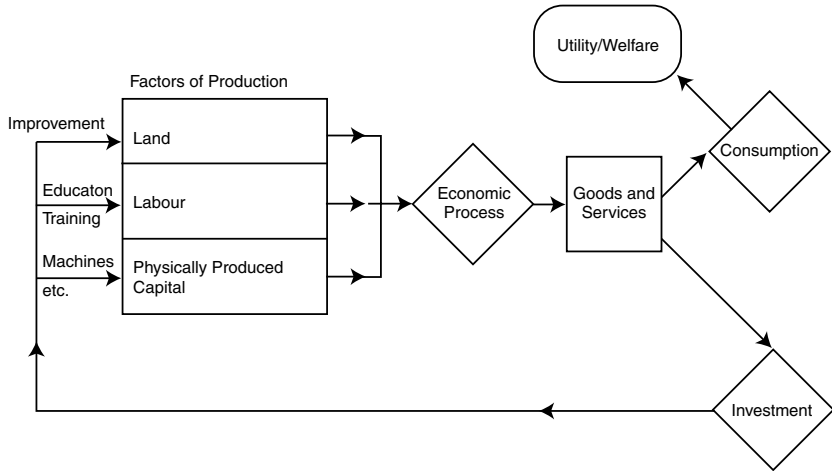 Utility/Welfare
Factors of Production
Improvement
Land
Consumption
Educaton
Training
Labour
Economic
Process
Goods and
Services
Machines
etc.
Physically Produced
Capital
Investment